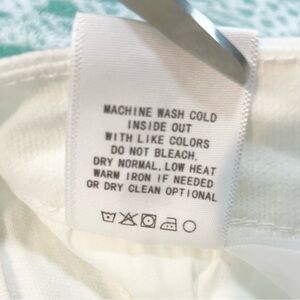 MACHINE WASH COLD
INSIDE OUT
WITH LIKE COLORS
DO NOT BLEACH.
DRY NORMAL, LOW HEAT
WARM IRON IF NEEDED
OR DRY CLEAN OPTIONAL